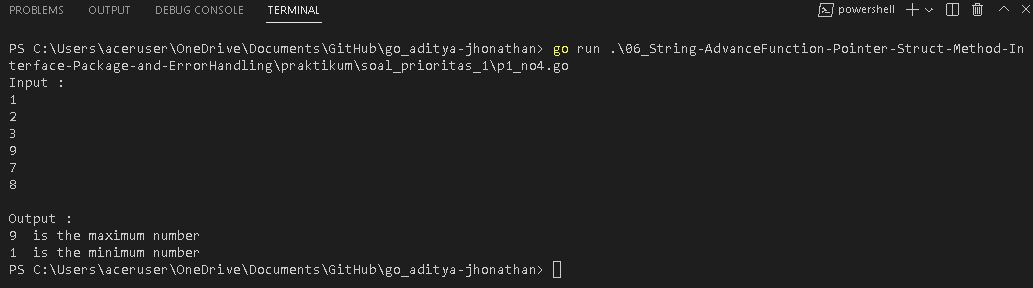 PROBLEMS OUTPUT DEBUG CONSOLE TERMINAL powershell
PS C:\Users\aceruser\OneDrive\Documents\GitHub\go_aditya-jhonathan> go run .\06_String-AdvanceFunction-Pointer-Struct-Method-In
terface-Package-and-ErrorHandling\praktikum\soal_prioritas_1\p1_no4.go
Input :
1
2
3
9
7
8
Output :
9  is the maximum number
1  is the minimum number
PS C:\Users\aceruser\OneDrive\Documents\GitHub\go_aditya-jhonathan>